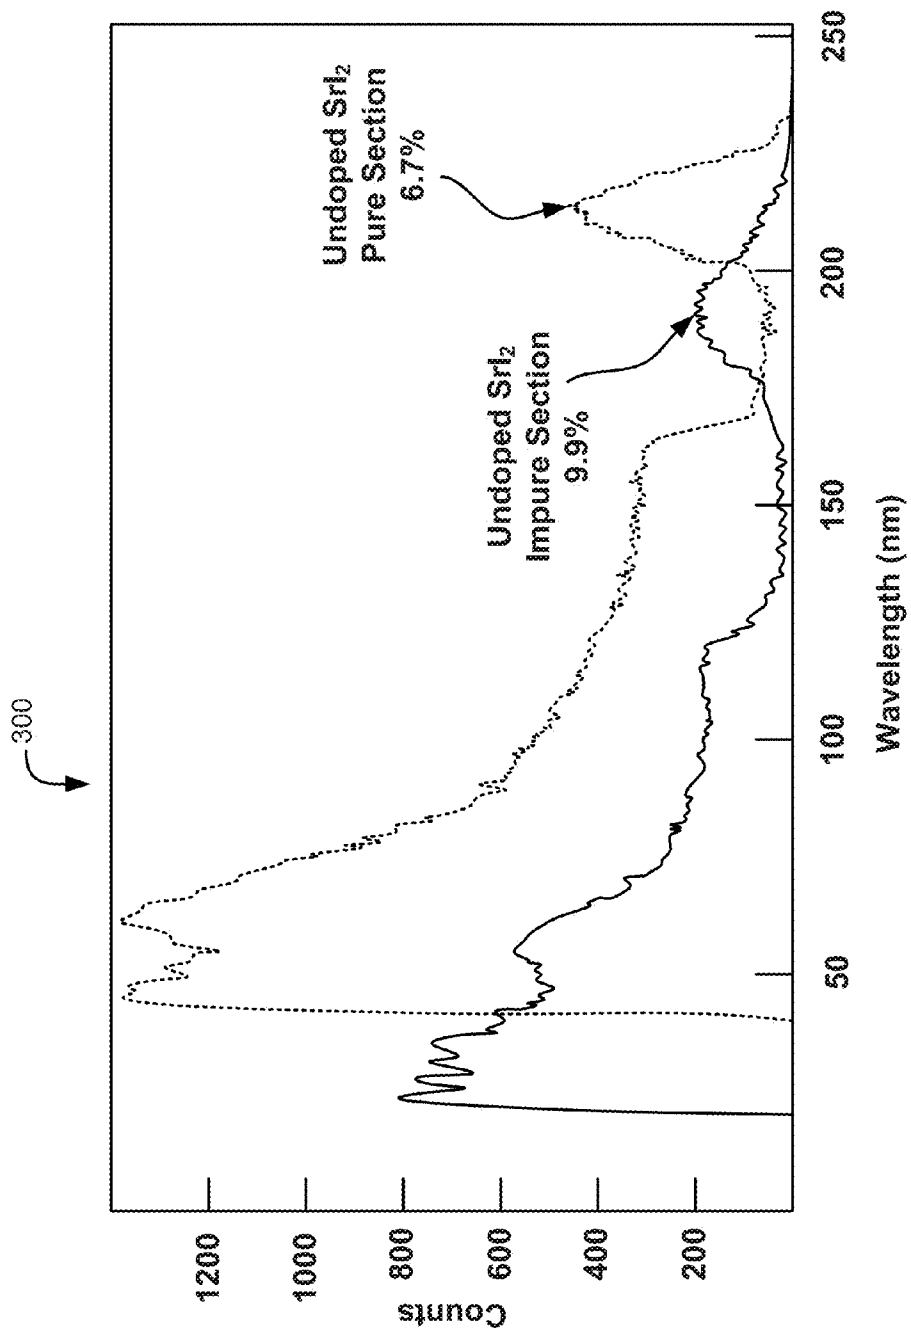 300
Undoped SrI₂
Pure Section
6.7%
Undoped SrI₂
Impure Section
9.9%
Counts
1200
1000
800
600
400
200
50
100
150
200
250
Wavelength (nm)